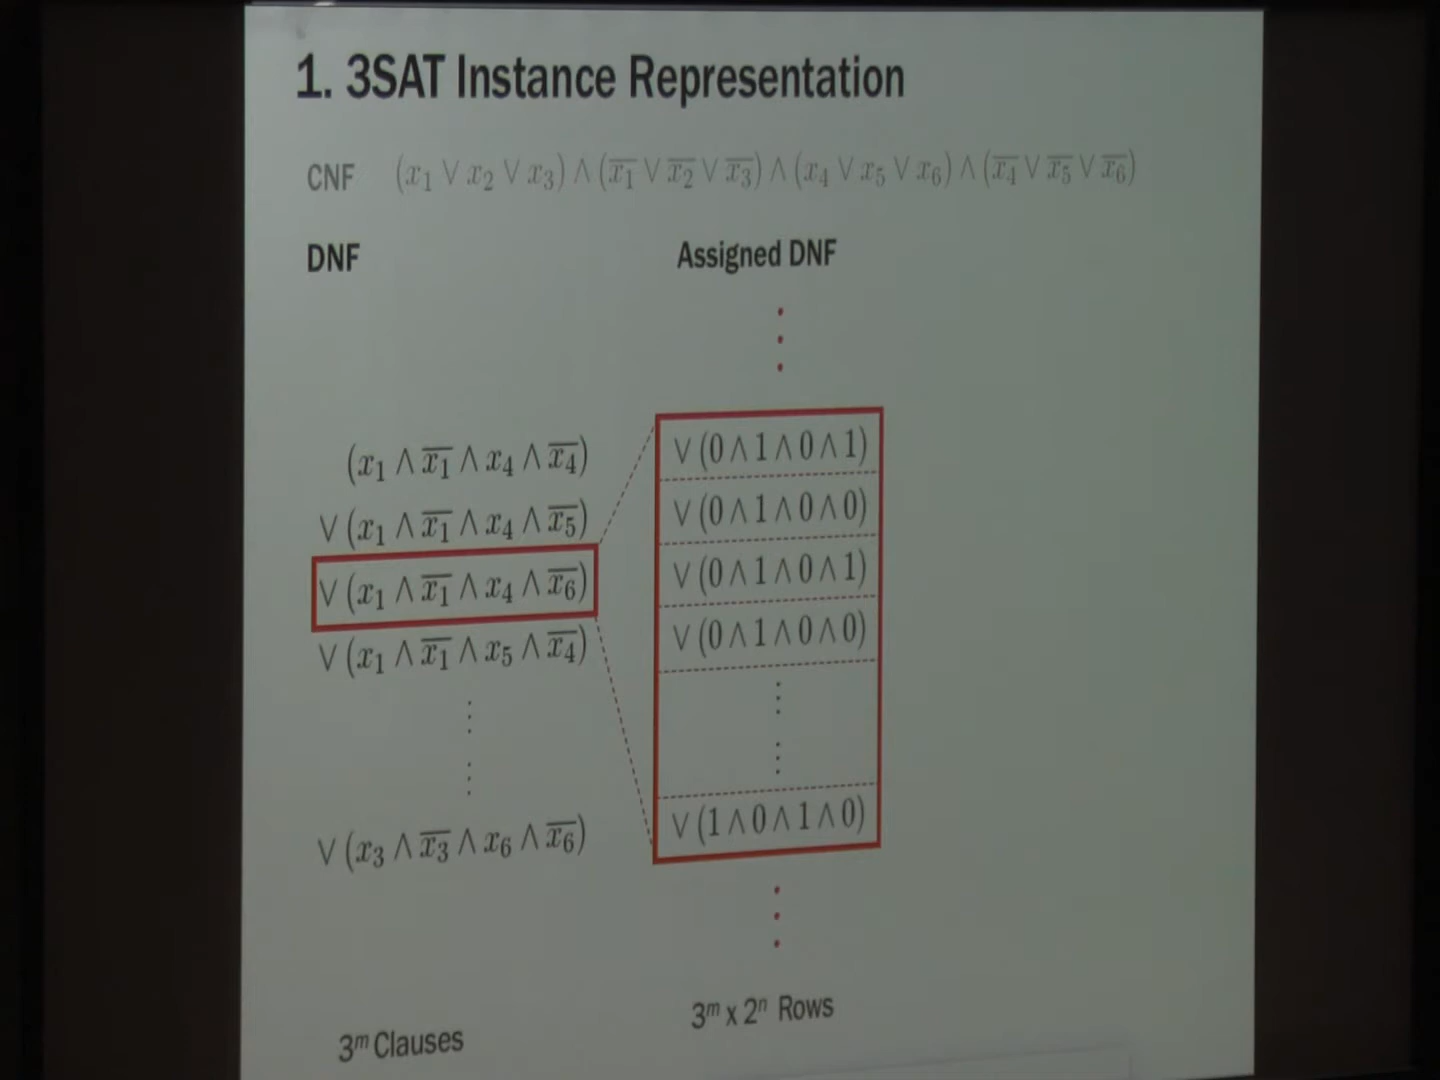 1. 3SAT Instance Representation
CNF (x₁ ∨ x₂ ∨ x₃) ∧ (x̅₁ ∨ x̅₂ ∨ x̅₃) ∧ (x₄ ∨ x₅ ∨ x₆) ∧ (x̅₄ ∨ x̅₅ ∨ x̅₆)
DNF
(x₁ ∧ x̅₁ ∧ x₄ ∧ x̅₄)
∨ (x₁ ∧ x̅₁ ∧ x₄ ∧ x̅₅)
∨ (x₁ ∧ x̅₁ ∧ x₄ ∧ x̅₆)
∨ (x₁ ∧ x̅₁ ∧ x₅ ∧ x̅₄)
∨ (x₃ ∧ x̅₃ ∧ x₆ ∧ x̅₆)
3ᵐ Clauses
Assigned DNF
∨ (0 ∧ 1 ∧ 0 ∧ 1)
∨ (0 ∧ 1 ∧ 0 ∧ 0)
∨ (0 ∧ 1 ∧ 0 ∧ 1)
∨ (0 ∧ 1 ∧ 0 ∧ 0)
∨ (1 ∧ 0 ∧ 1 ∧ 0)
3ᵐ x 2ⁿ Rows